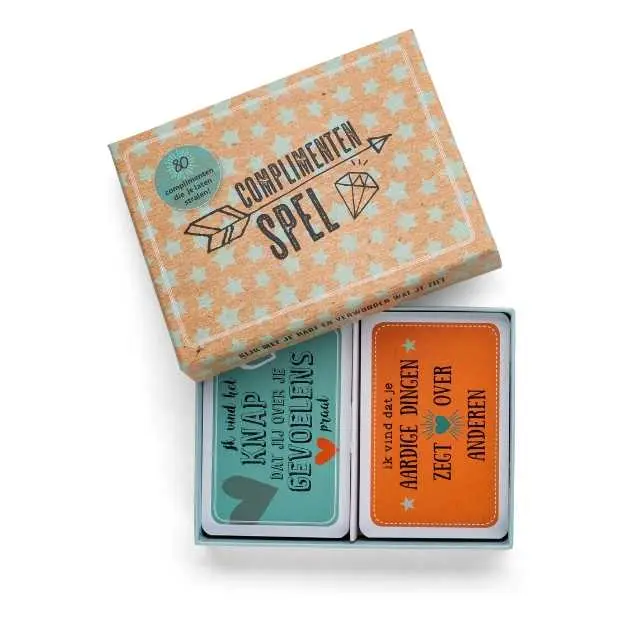 80
complimenten
die je laten
stralen!
COMPLIMENTEN
SPEL
KIJK MET JE HART EN VERWONDER WAT JE ZIET
ik vind het
KNAP
DAT JIJ OVER JE
GEVOELENS
praat
ik vind dat je
AARDIGE DINGEN
ZEGT OVER
ANDEREN